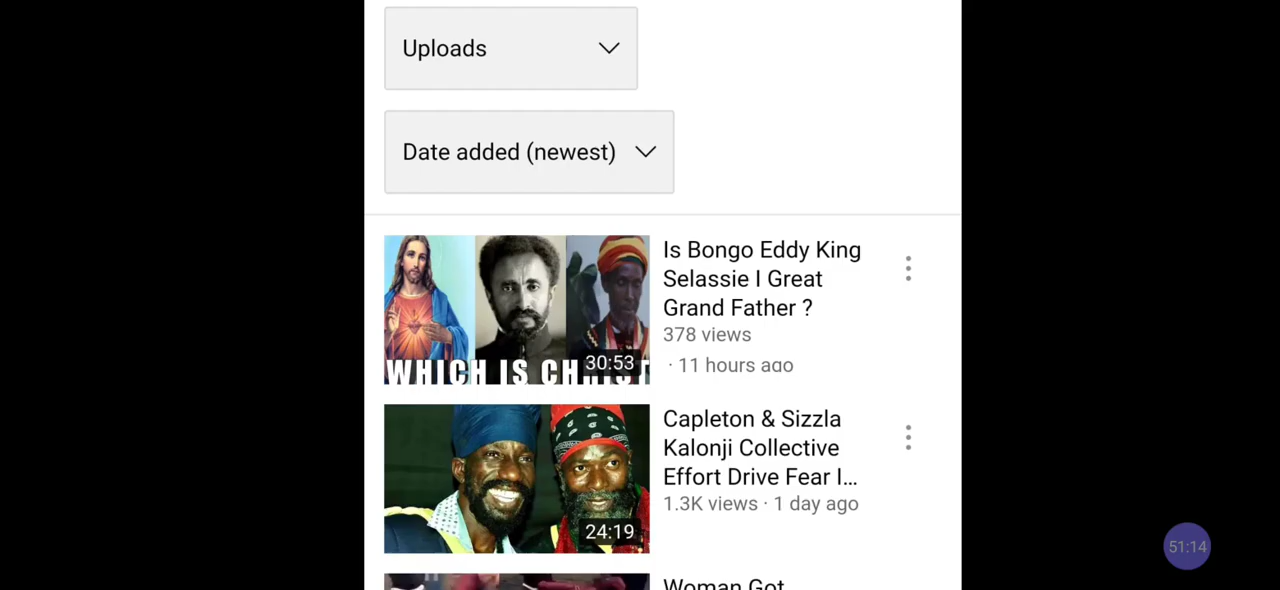 Uploads
Date added (newest)
WHICH IS CHRIST
30:53
Is Bongo Eddy King
Selassie I Great
Grand Father ?
378 views
· 11 hours ago
24:19
Capleton & Sizzla
Kalonji Collective
Effort Drive Fear I...
1.3K views · 1 day ago
Woman Got
51:14